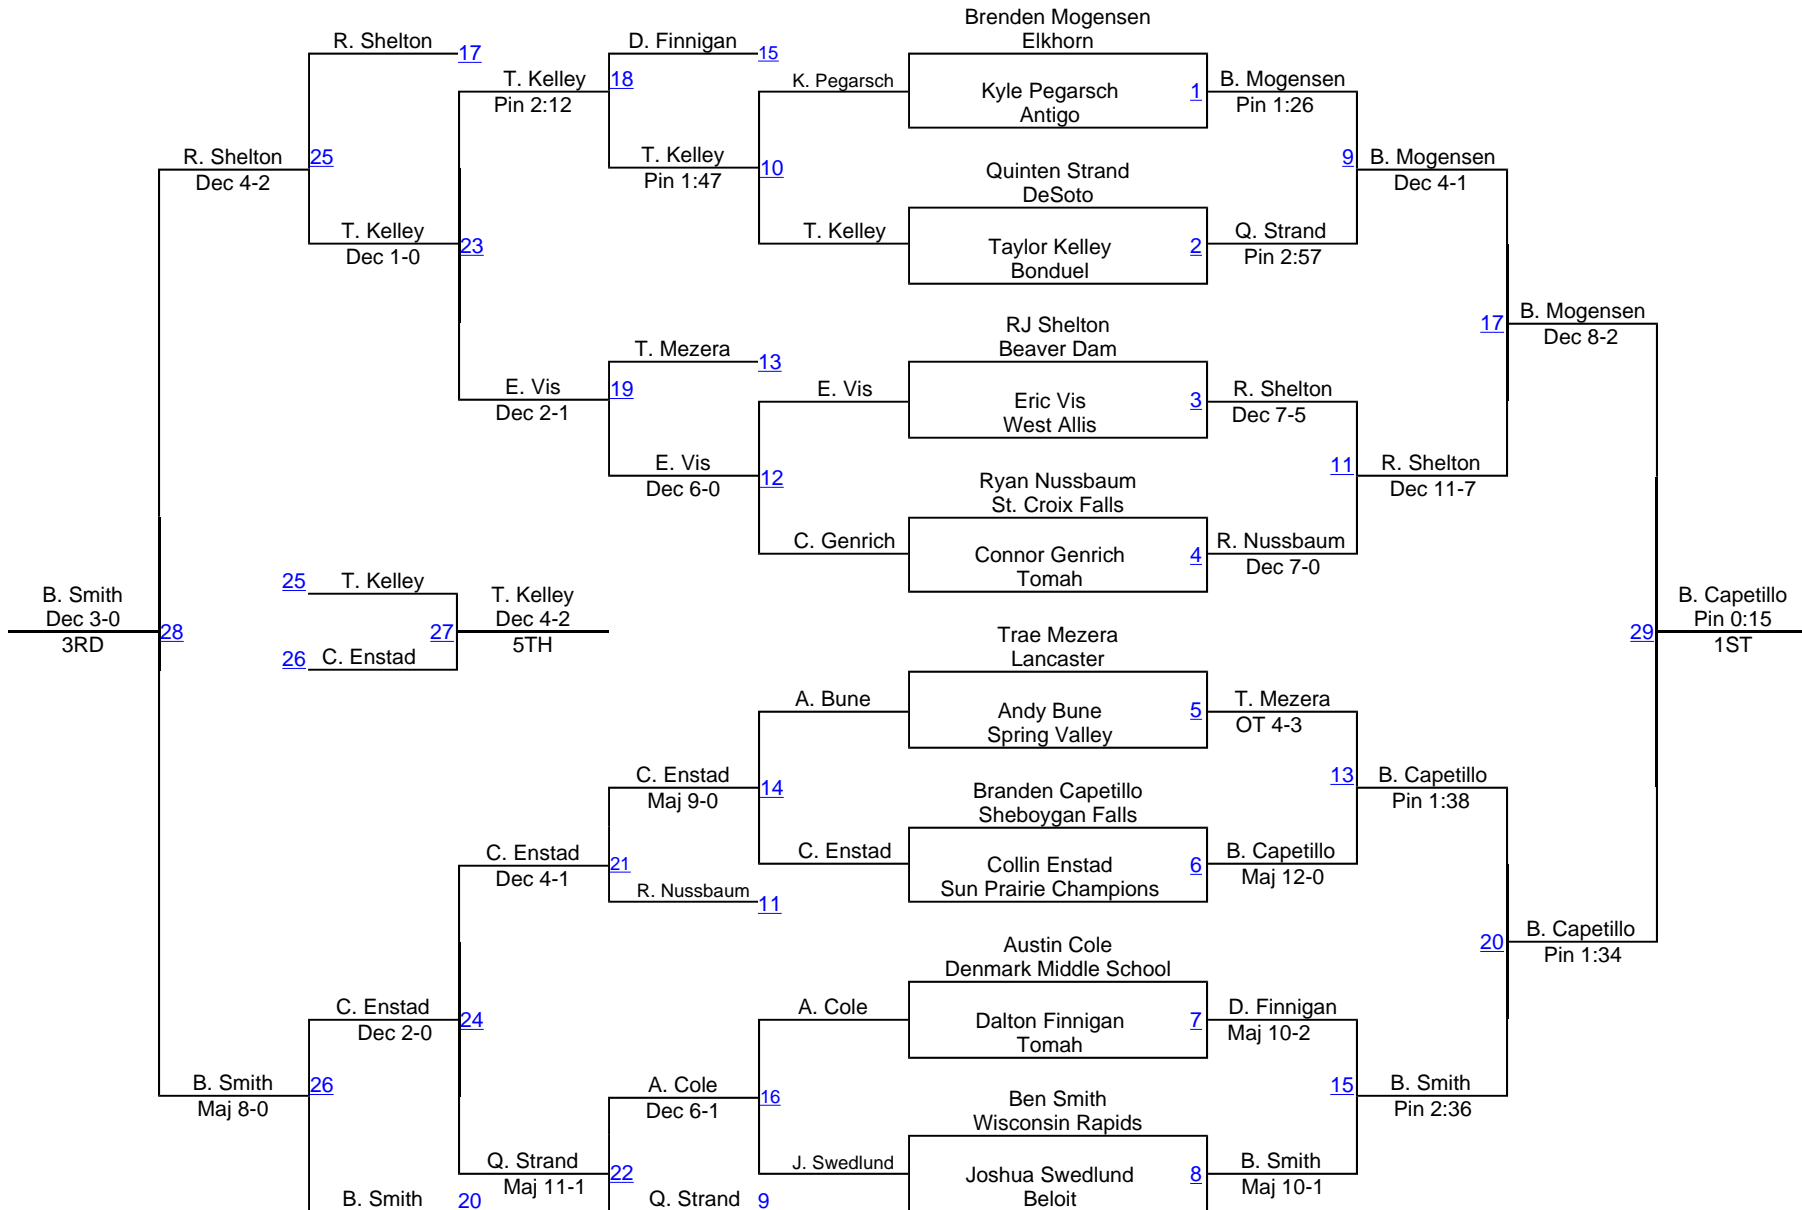 Brenden Mogensen
Elkhorn
R. Shelton 17
D. Finnigan 15
T. Kelley 18
Pin 2:12
K. Pegarsch
Kyle Pegarsch 1
Antigo
B. Mogensen
Pin 1:26
R. Shelton 25
Dec 4-2
T. Kelley 10
Pin 1:47
Quinten Strand
DeSoto
9 B. Mogensen
Dec 4-1
T. Kelley 23
Dec 1-0
T. Kelley
Taylor Kelley 2
Bonduel
Q. Strand
Pin 2:57
RJ Shelton
Beaver Dam
17 B. Mogensen
Dec 8-2
T. Mezera 13
E. Vis 19
Dec 2-1
E. Vis
Eric Vis 3
West Allis
R. Shelton
Dec 7-5
E. Vis 12
Dec 6-0
Ryan Nussbaum
St. Croix Falls
11 R. Shelton
Dec 11-7
C. Genrich
Connor Genrich 4
Tomah
R. Nussbaum
Dec 7-0
B. Smith
Dec 3-0
3RD
28
25 T. Kelley
26 C. Enstad
27
T. Kelley
Dec 4-2
5TH
Trae Mezera
Lancaster
29
B. Capetillo
Pin 0:15
1ST
A. Bune
Andy Bune 5
Spring Valley
T. Mezera
OT 4-3
C. Enstad 14
Maj 9-0
Branden Capetillo
Sheboygan Falls
13 B. Capetillo
Pin 1:38
C. Enstad 21
Dec 4-1
C. Enstad
Collin Enstad 6
Sun Prairie Champions
B. Capetillo
Maj 12-0
R. Nussbaum 11
Austin Cole
Denmark Middle School
20 B. Capetillo
Pin 1:34
C. Enstad 24
Dec 2-0
A. Cole
Dalton Finnigan 7
Tomah
D. Finnigan
Maj 10-2
B. Smith 26
Maj 8-0
A. Cole 16
Dec 6-1
Ben Smith
Wisconsin Rapids
15 B. Smith
Pin 2:36
Q. Strand 22
Maj 11-1
J. Swedlund
Joshua Swedlund 8
Beloit
B. Smith
Maj 10-1
B. Smith 20
Q. Strand 9